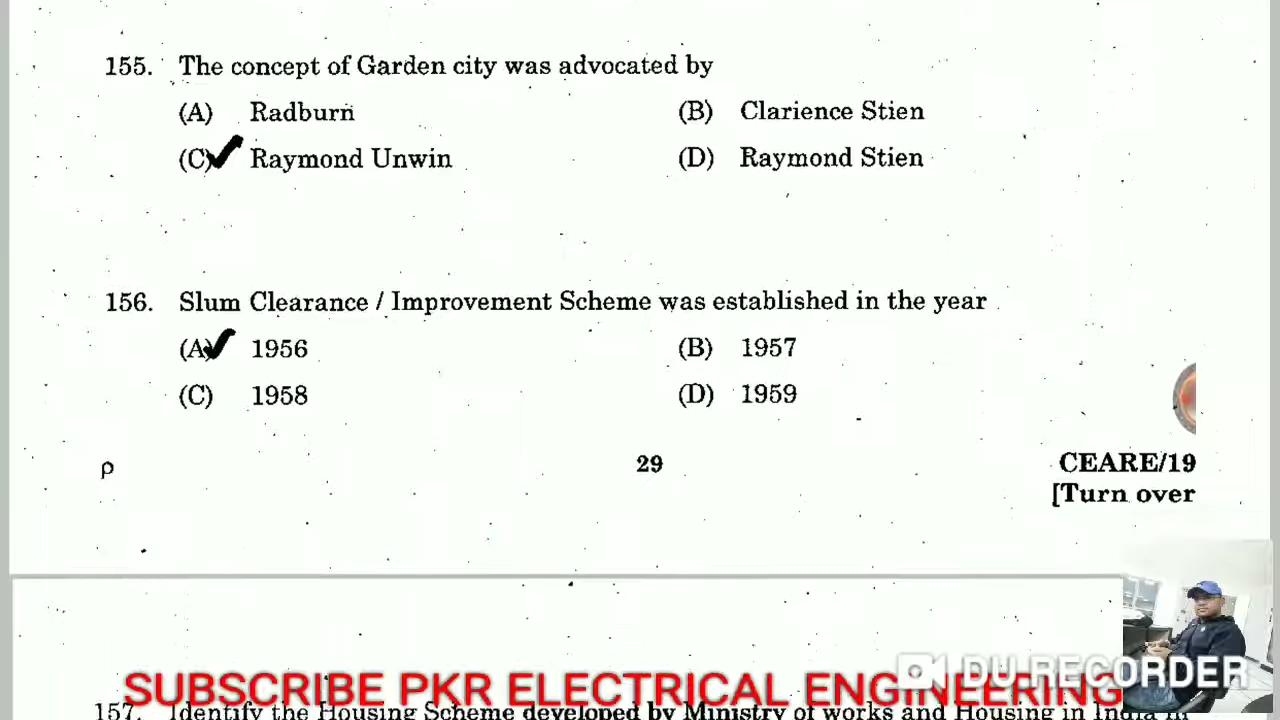 155. The concept of Garden city was advocated by
(A) Radburn (B) Clarience Stien
(C) Raymond Unwin (D) Raymond Stien
156. Slum Clearance / Improvement Scheme was established in the year
(A) 1956 (B) 1957
(C) 1958 (D) 1959
ρ 29 CEARE/19
[Turn over
SUBSCRIBE PKR ELECTRICAL ENGINEERING
DU RECORDER
157. Identify the Housing Scheme developed by Ministry of works and Housing in India